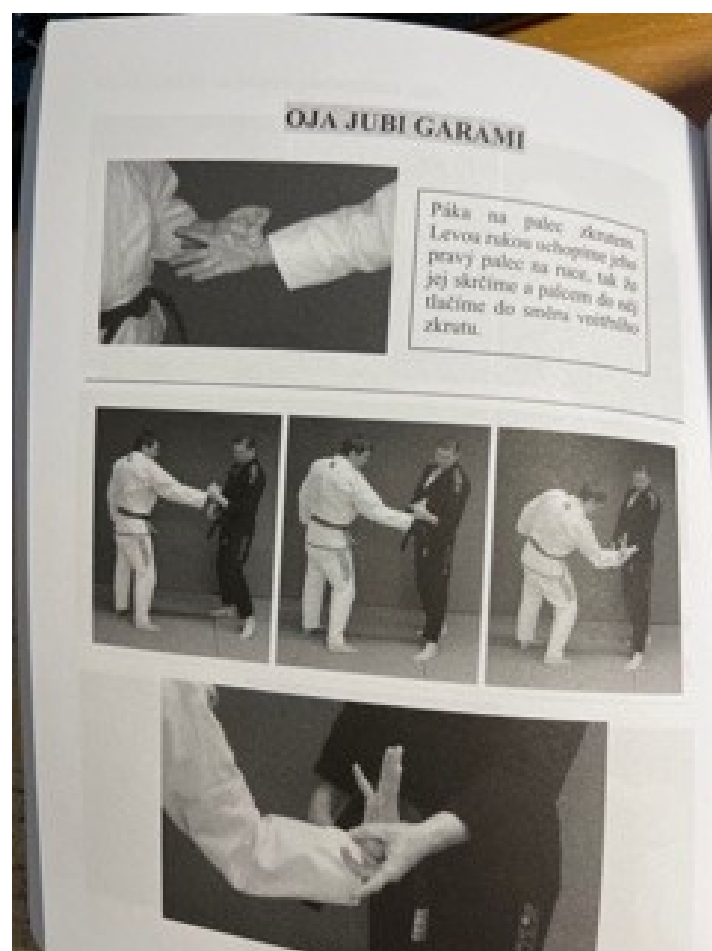 OJA JUBI GARAMI
Páka na palec zkrutem.
Levou rukou uchopíme jeho
pravý palec na ruce, tak že
jej skrčíme a palcem do něj
tlačíme do směru vnitřního
zkrutu.